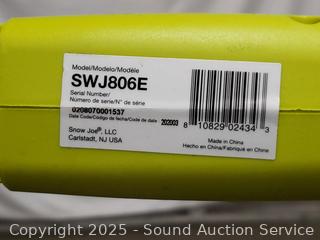 Model/Modelo/Modèle
SWJ806E
Serial Number/
Número de serie/N° de série
0208070001537
Date Code/Código de fecha/Code de date 202003
Snow Joe®, LLC
Carlstadt, NJ USA
8 10829 02434 3
Made in China
Hecho en China/Fabriqué en Chine
Copyright © 2025 - Sound Auction Service